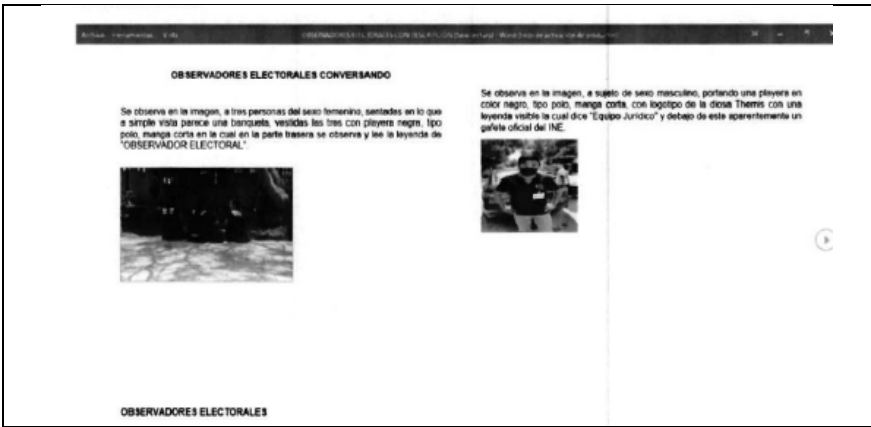 Archivo Herramientas Vista
OBSERVADORES ELECTORALES CONVERSANDO
Se observa en la imagen, a tres personas del sexo femenino, sentadas en lo que
a simple vista parece una banqueta, vestidas las tres con playera negra, tipo
polo, manga corta en la cual en la parte trasera se observa y lee la leyenda de
"OBSERVADOR ELECTORAL".
Se observa en la imagen, a sujeto de sexo masculino, portando una playera en
color negro, tipo polo, manga corta, con logotipo de la diosa Themis con una
leyenda visible la cual dice "Equipo Jurídico" y debajo de este aparentemente un
gafete oficial del INE.
OBSERVADORES ELECTORALES